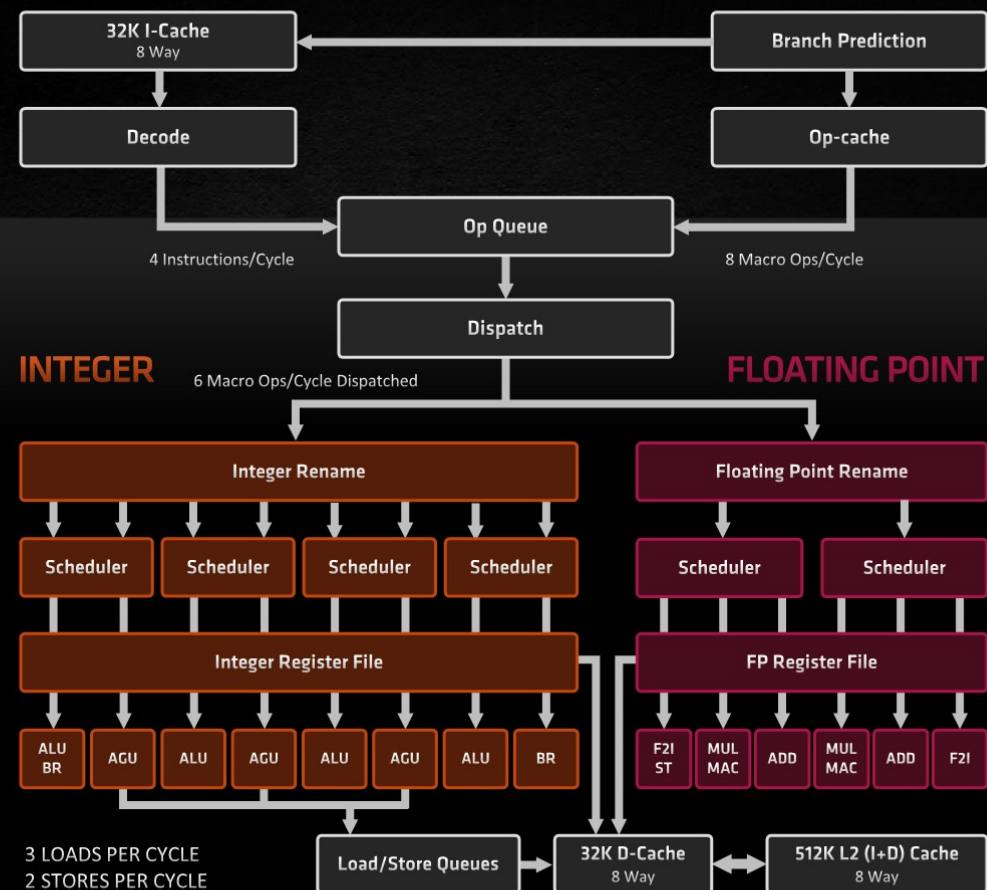 32K I-Cache
8 Way
Branch Prediction
Decode
Op-cache
Op Queue
4 Instructions/Cycle
8 Macro Ops/Cycle
Dispatch
INTEGER
6 Macro Ops/Cycle Dispatched
FLOATING POINT
Integer Rename
Floating Point Rename
Scheduler
Scheduler
Scheduler
Scheduler
Scheduler
Scheduler
Integer Register File
FP Register File
ALU
BR
AGU
ALU
AGU
ALU
AGU
ALU
BR
F2I
ST
MUL
MAC
ADD
MUL
MAC
ADD
F2I
3 LOADS PER CYCLE
2 STORES PER CYCLE
Load/Store Queues
32K D-Cache
8 Way
512K L2 (I+D) Cache
8 Way